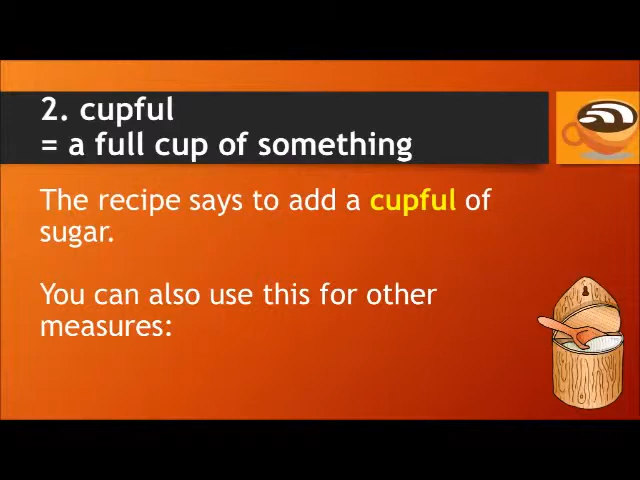 2. cupful
= a full cup of something
The recipe says to add a cupful of
sugar.
You can also use this for other
measures: